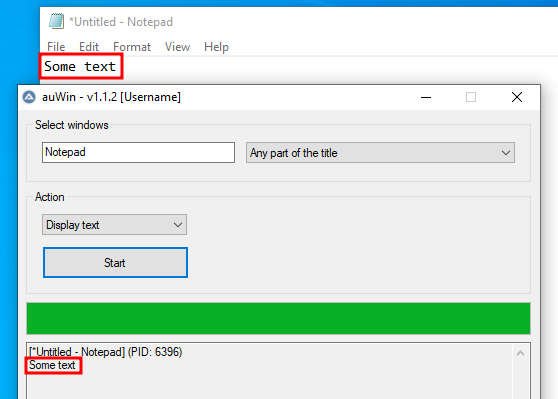 *Untitled - Notepad
File Edit Format View Help
Some text
auWin - v1.1.2 [Username]
Select windows
Notepad Any part of the title
Action
Display text
Start
[*Untitled - Notepad] (PID: 6396)
Some text